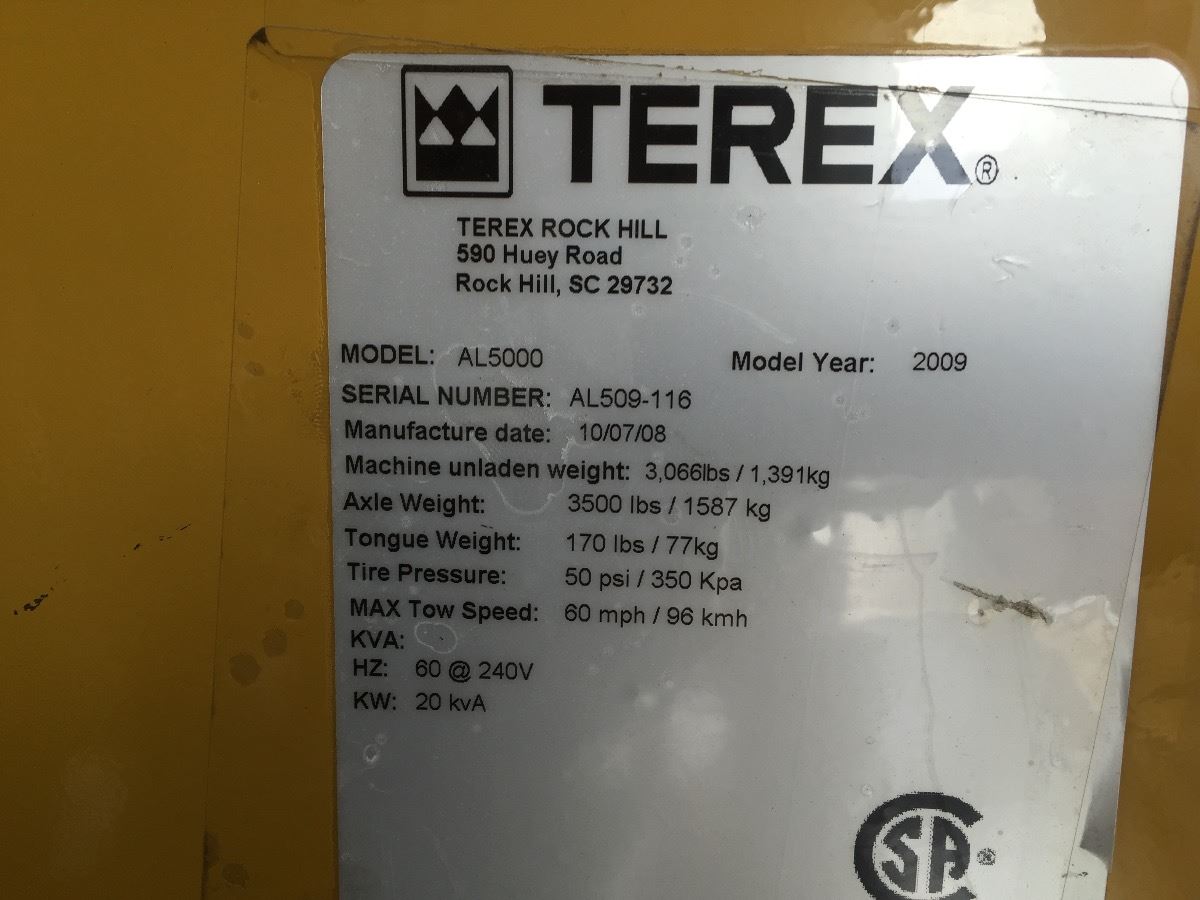 TEREX®
TEREX ROCK HILL
590 Huey Road
Rock Hill, SC 29732
MODEL: AL5000 Model Year: 2009
SERIAL NUMBER: AL509-116
Manufacture date: 10/07/08
Machine unladen weight: 3,066lbs / 1,391kg
Axle Weight: 3500 lbs / 1587 kg
Tongue Weight: 170 lbs / 77kg
Tire Pressure: 50 psi / 350 Kpa
MAX Tow Speed: 60 mph / 96 kmh
KVA:
HZ: 60 @ 240V
KW: 20 kvA
CSA®